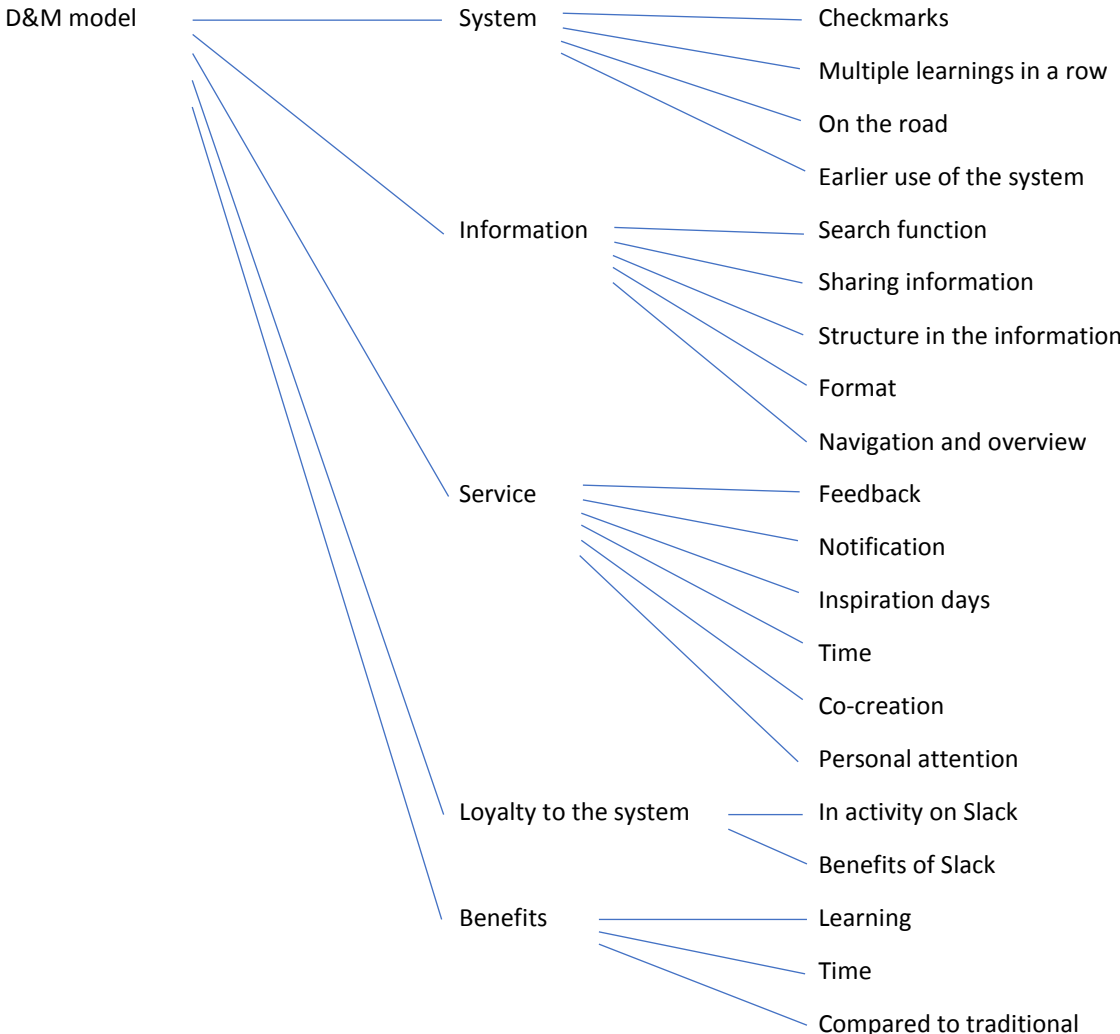 D&M model
System
Checkmarks
Multiple learnings in a row
On the road
Earlier use of the system
Information
Search function
Sharing information
Structure in the information
Format
Navigation and overview
Service
Feedback
Notification
Inspiration days
Time
Co-creation
Personal attention
Loyalty to the system
In activity on Slack
Benefits of Slack
Benefits
Learning
Time
Compared to traditional